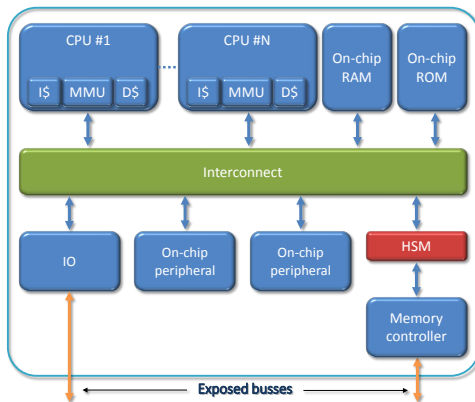 CPU #1
I$
MMU
D$
CPU #N
I$
MMU
D$
On-chip
RAM
On-chip
ROM
Interconnect
IO
On-chip
peripheral
On-chip
peripheral
HSM
Memory
controller
Exposed busses